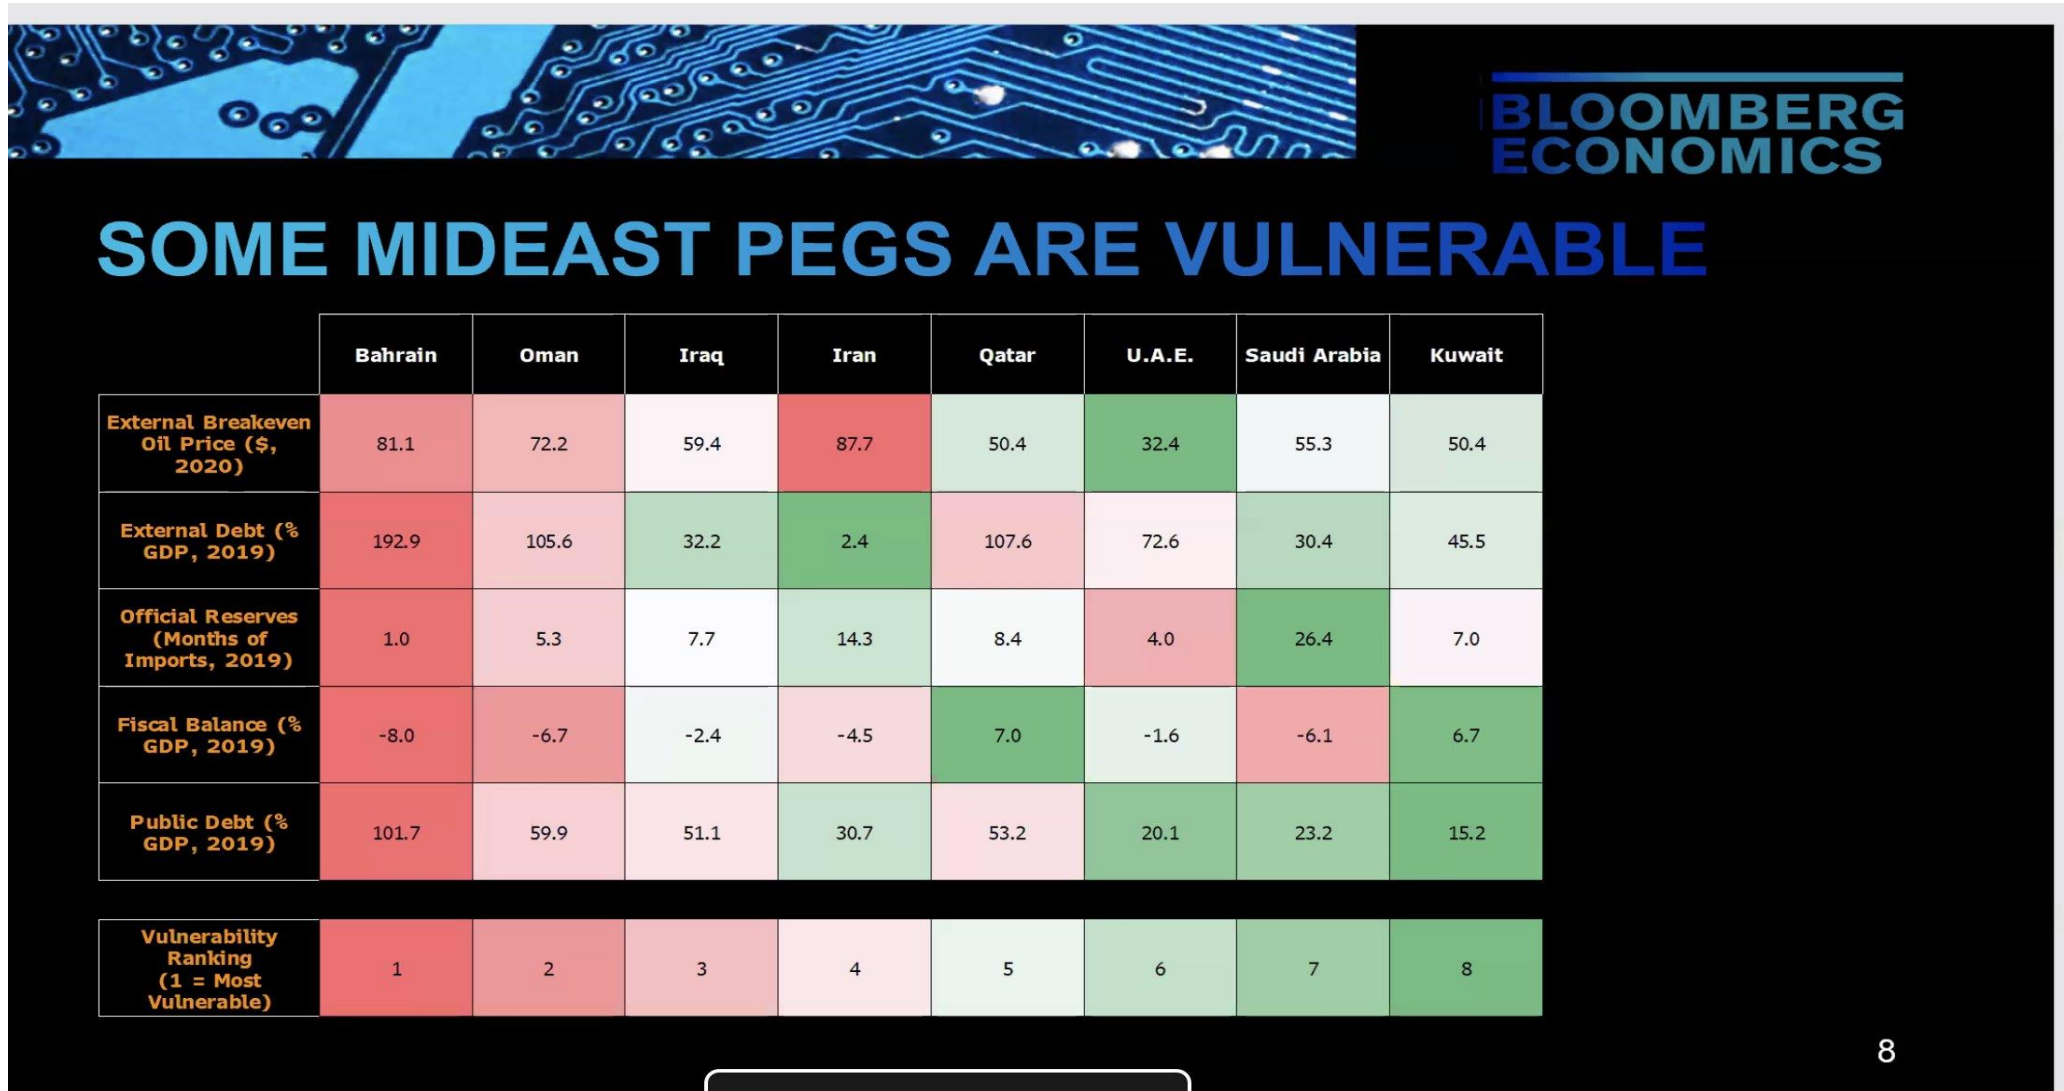 BLOOMBERG
ECONOMICS
SOME MIDEAST PEGS ARE VULNERABLE
Bahrain Oman Iraq Iran Qatar U.A.E. Saudi Arabia Kuwait
External Breakeven
Oil Price ($,
2020)
81.1 72.2 59.4 87.7 50.4 32.4 55.3 50.4
External Debt (%
GDP, 2019)
192.9 105.6 32.2 2.4 107.6 72.6 30.4 45.5
Official Reserves
(Months of
Imports, 2019)
1.0 5.3 7.7 14.3 8.4 4.0 26.4 7.0
Fiscal Balance (%
GDP, 2019)
-8.0 -6.7 -2.4 -4.5 7.0 -1.6 -6.1 6.7
Public Debt (%
GDP, 2019)
101.7 59.9 51.1 30.7 53.2 20.1 23.2 15.2
Vulnerability
Ranking
(1 = Most
Vulnerable)
1 2 3 4 5 6 7 8
8